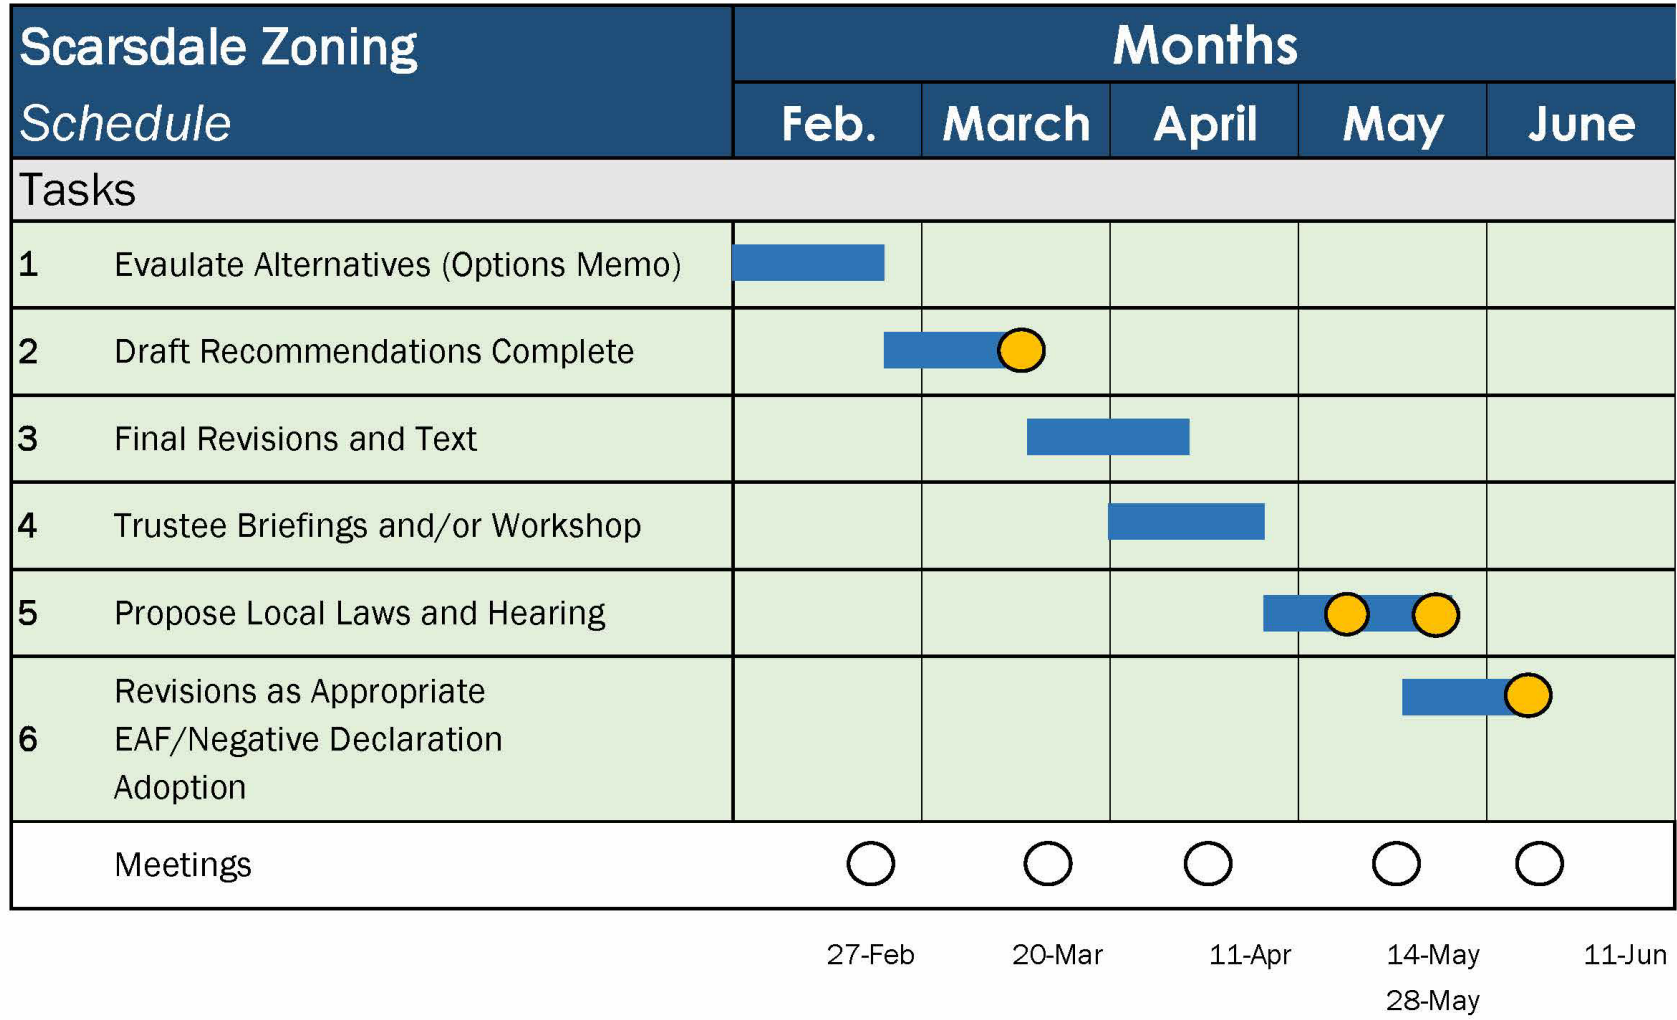 Scarsdale Zoning
Schedule
Months
Feb. March April May June
Tasks
1 Evaulate Alternatives (Options Memo)
2 Draft Recommendations Complete
3 Final Revisions and Text
4 Trustee Briefings and/or Workshop
5 Propose Local Laws and Hearing
6 Revisions as Appropriate
EAF/Negative Declaration
Adoption
Meetings
27-Feb 20-Mar 11-Apr 14-May 11-Jun
28-May